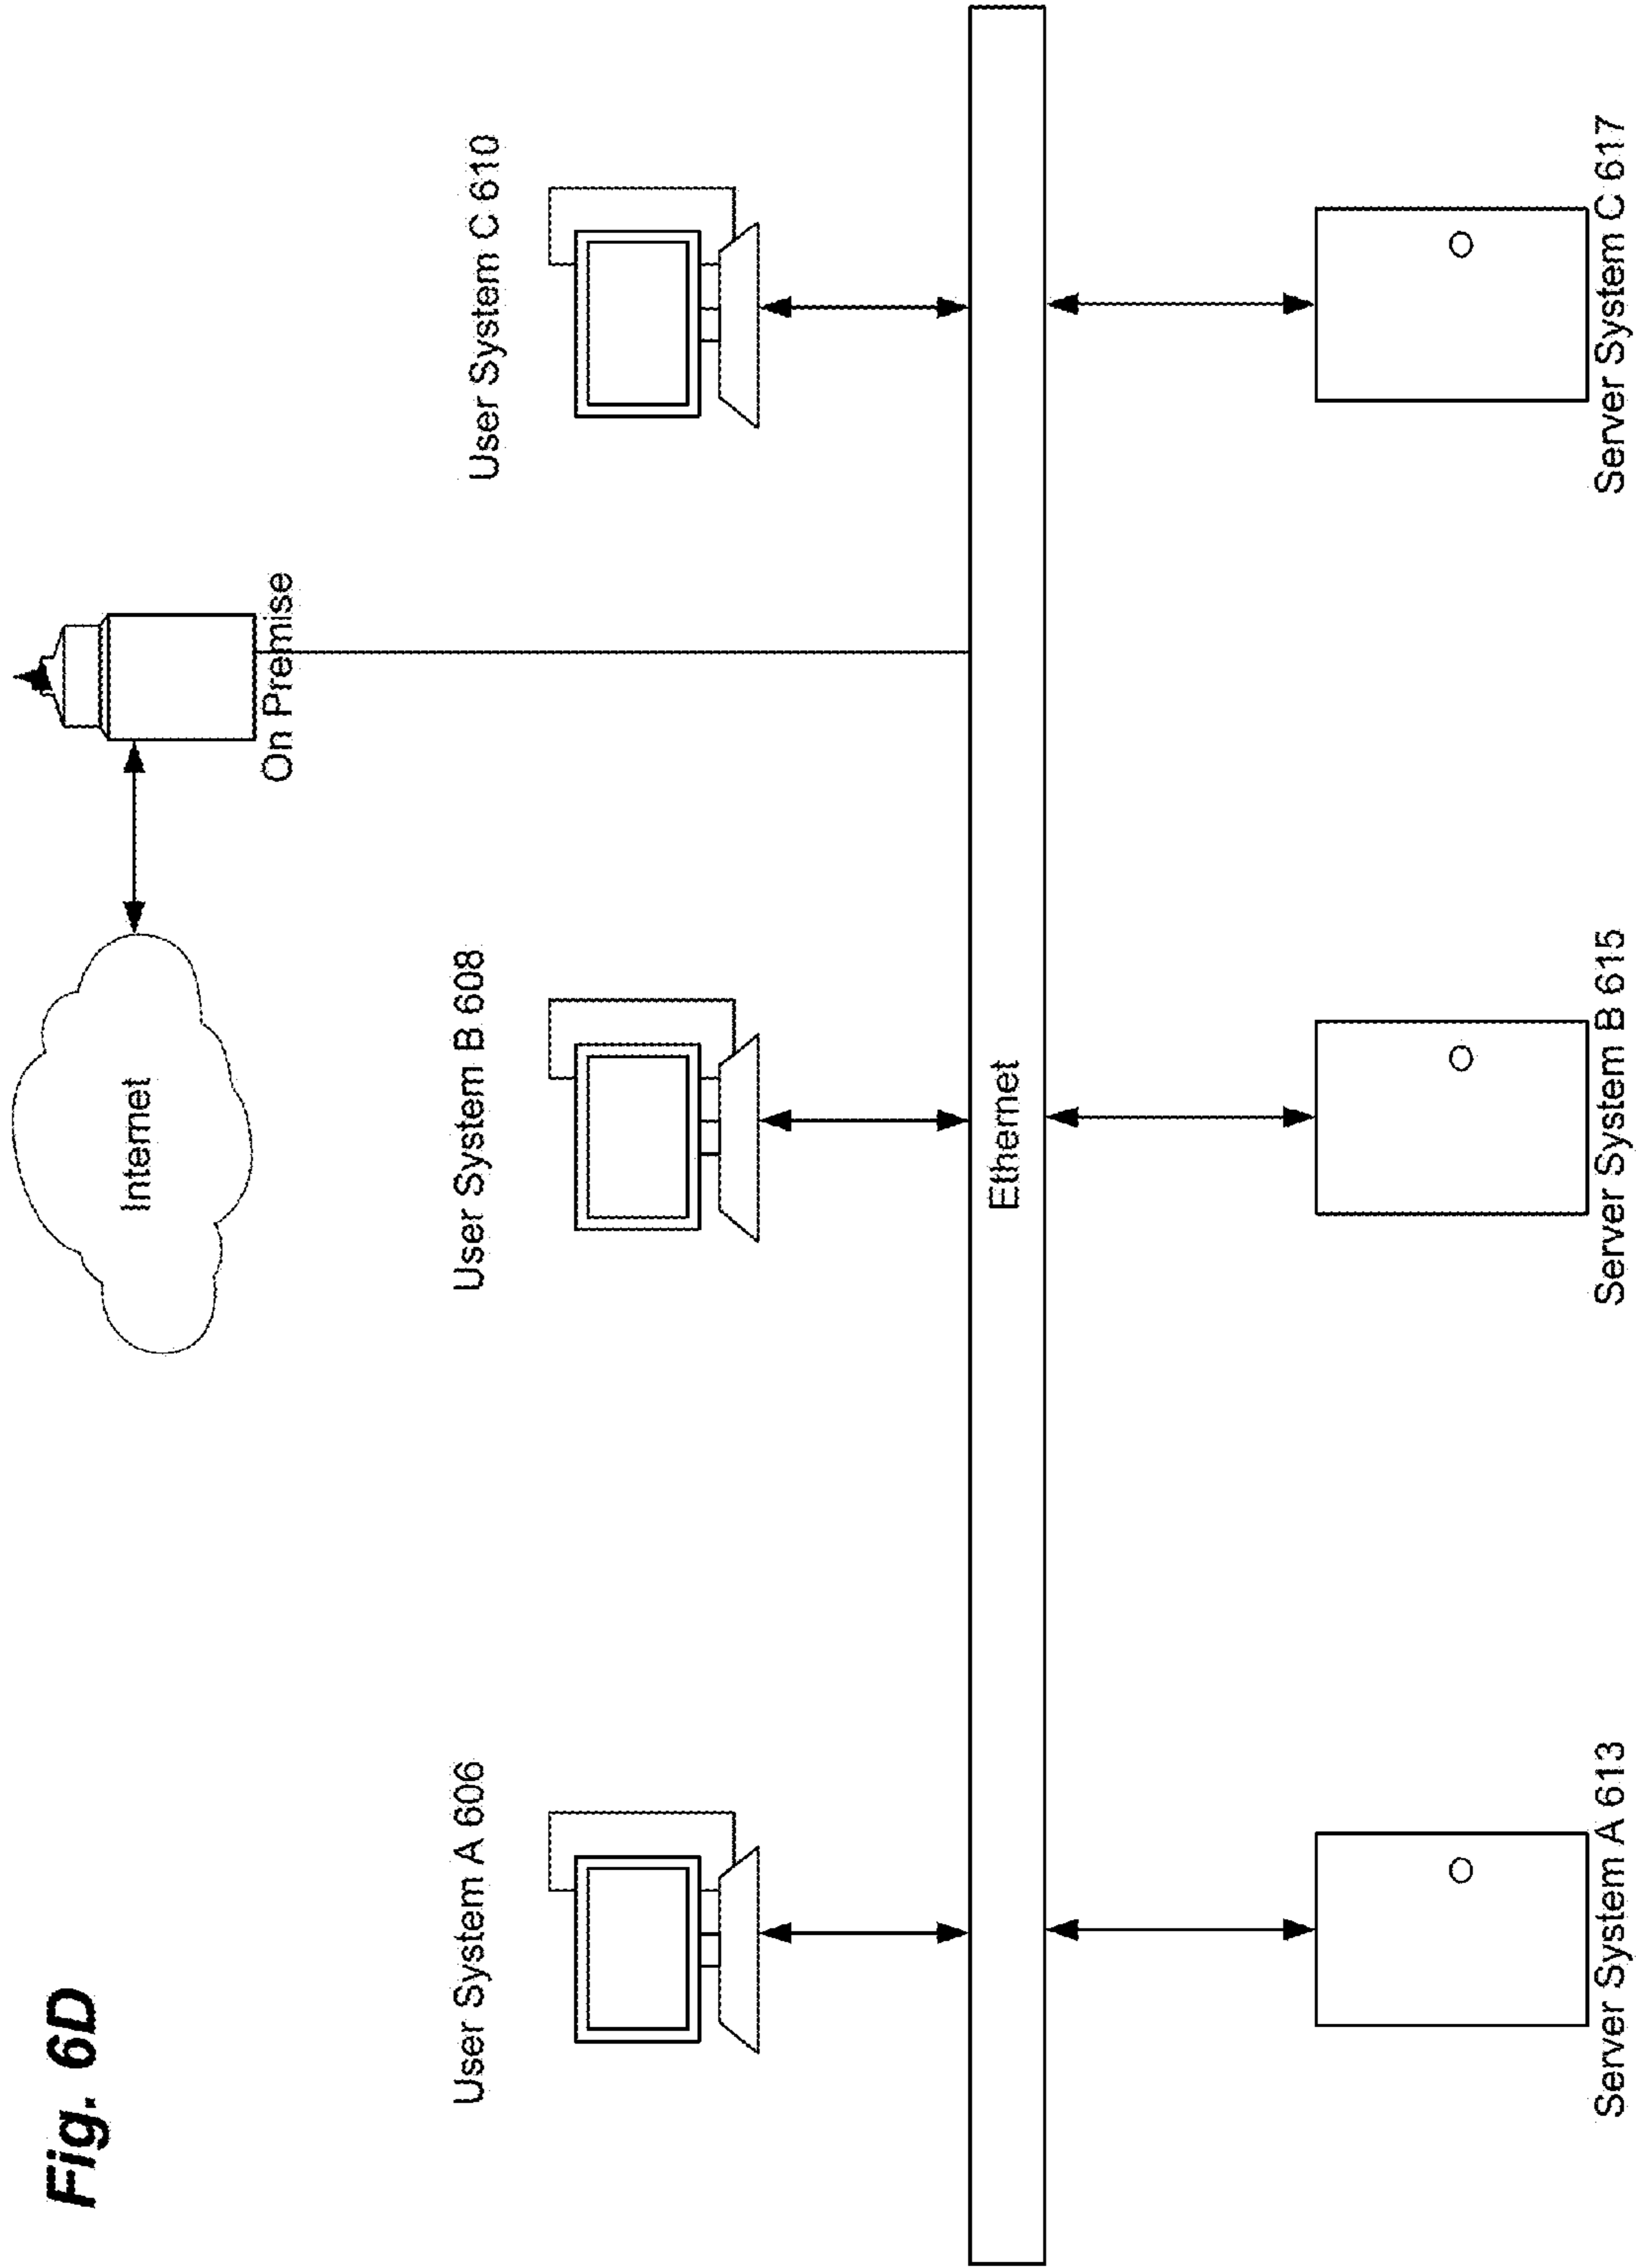 Fig. 6D
Internet
On Premise
User System A 606
User System B 608
User System C 610
Ethernet
Server System A 613
Server System B 615
Server System C 617